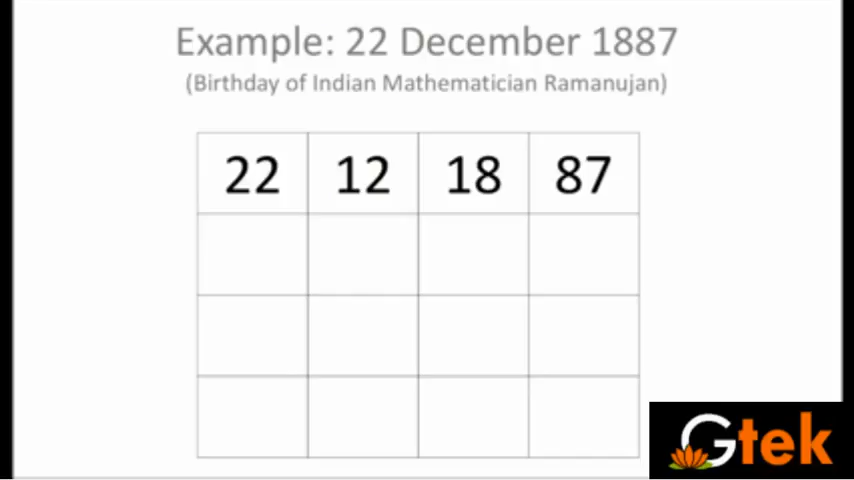 Example: 22 December 1887
(Birthday of Indian Mathematician Ramanujan)
22 12 18 87
Gtek